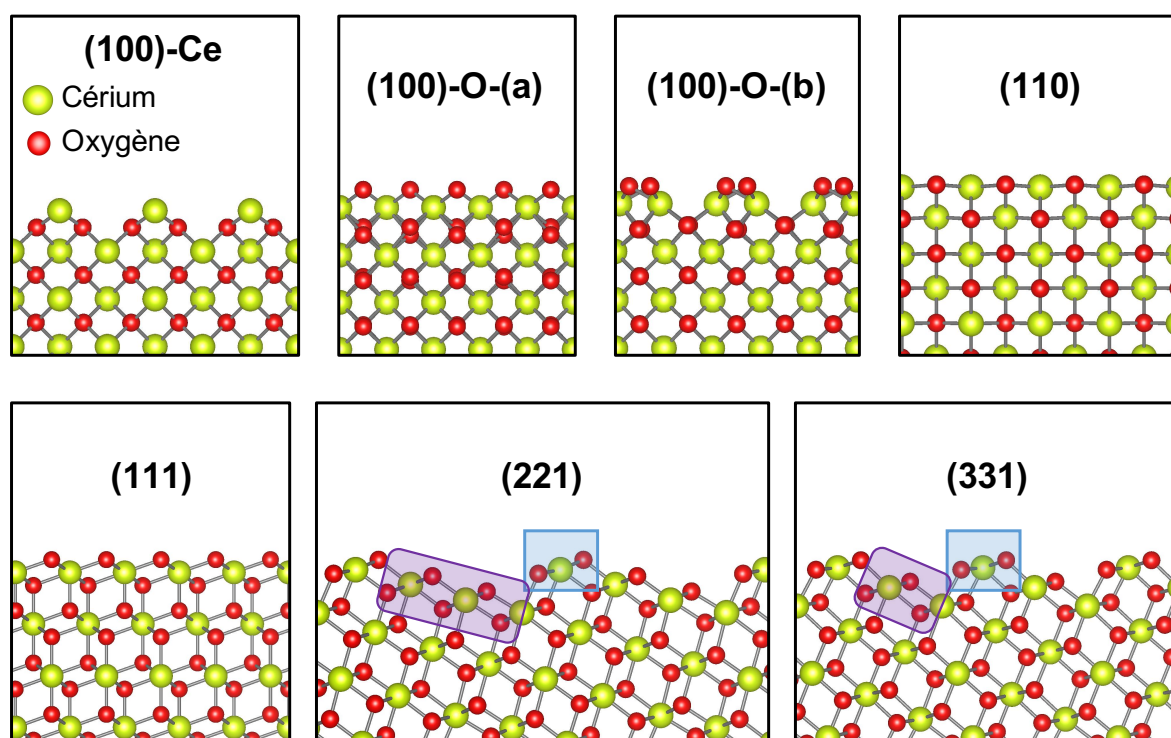 (100)-Ce
Cérium
Oxygène
(100)-O-(a)
(100)-O-(b)
(110)
(111)
(221)
(331)